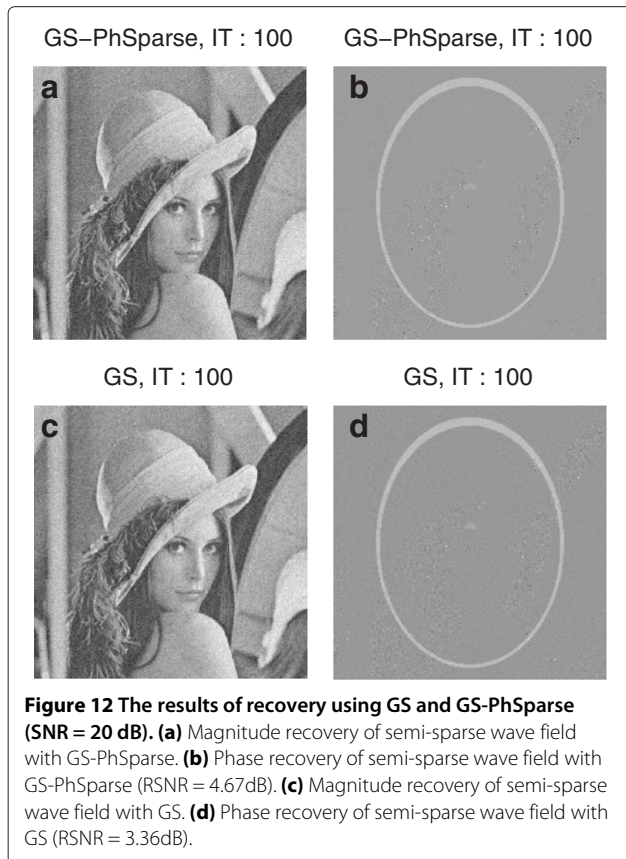 GS−PhSparse, IT : 100
GS−PhSparse, IT : 100
a
b
GS, IT : 100
GS, IT : 100
c
d
Figure 12 The results of recovery using GS and GS-PhSparse
(SNR = 20 dB). (a) Magnitude recovery of semi-sparse wave field
with GS-PhSparse. (b) Phase recovery of semi-sparse wave field with
GS-PhSparse (RSNR = 4.67dB). (c) Magnitude recovery of semi-sparse
wave field with GS. (d) Phase recovery of semi-sparse wave field with
GS (RSNR = 3.36dB).